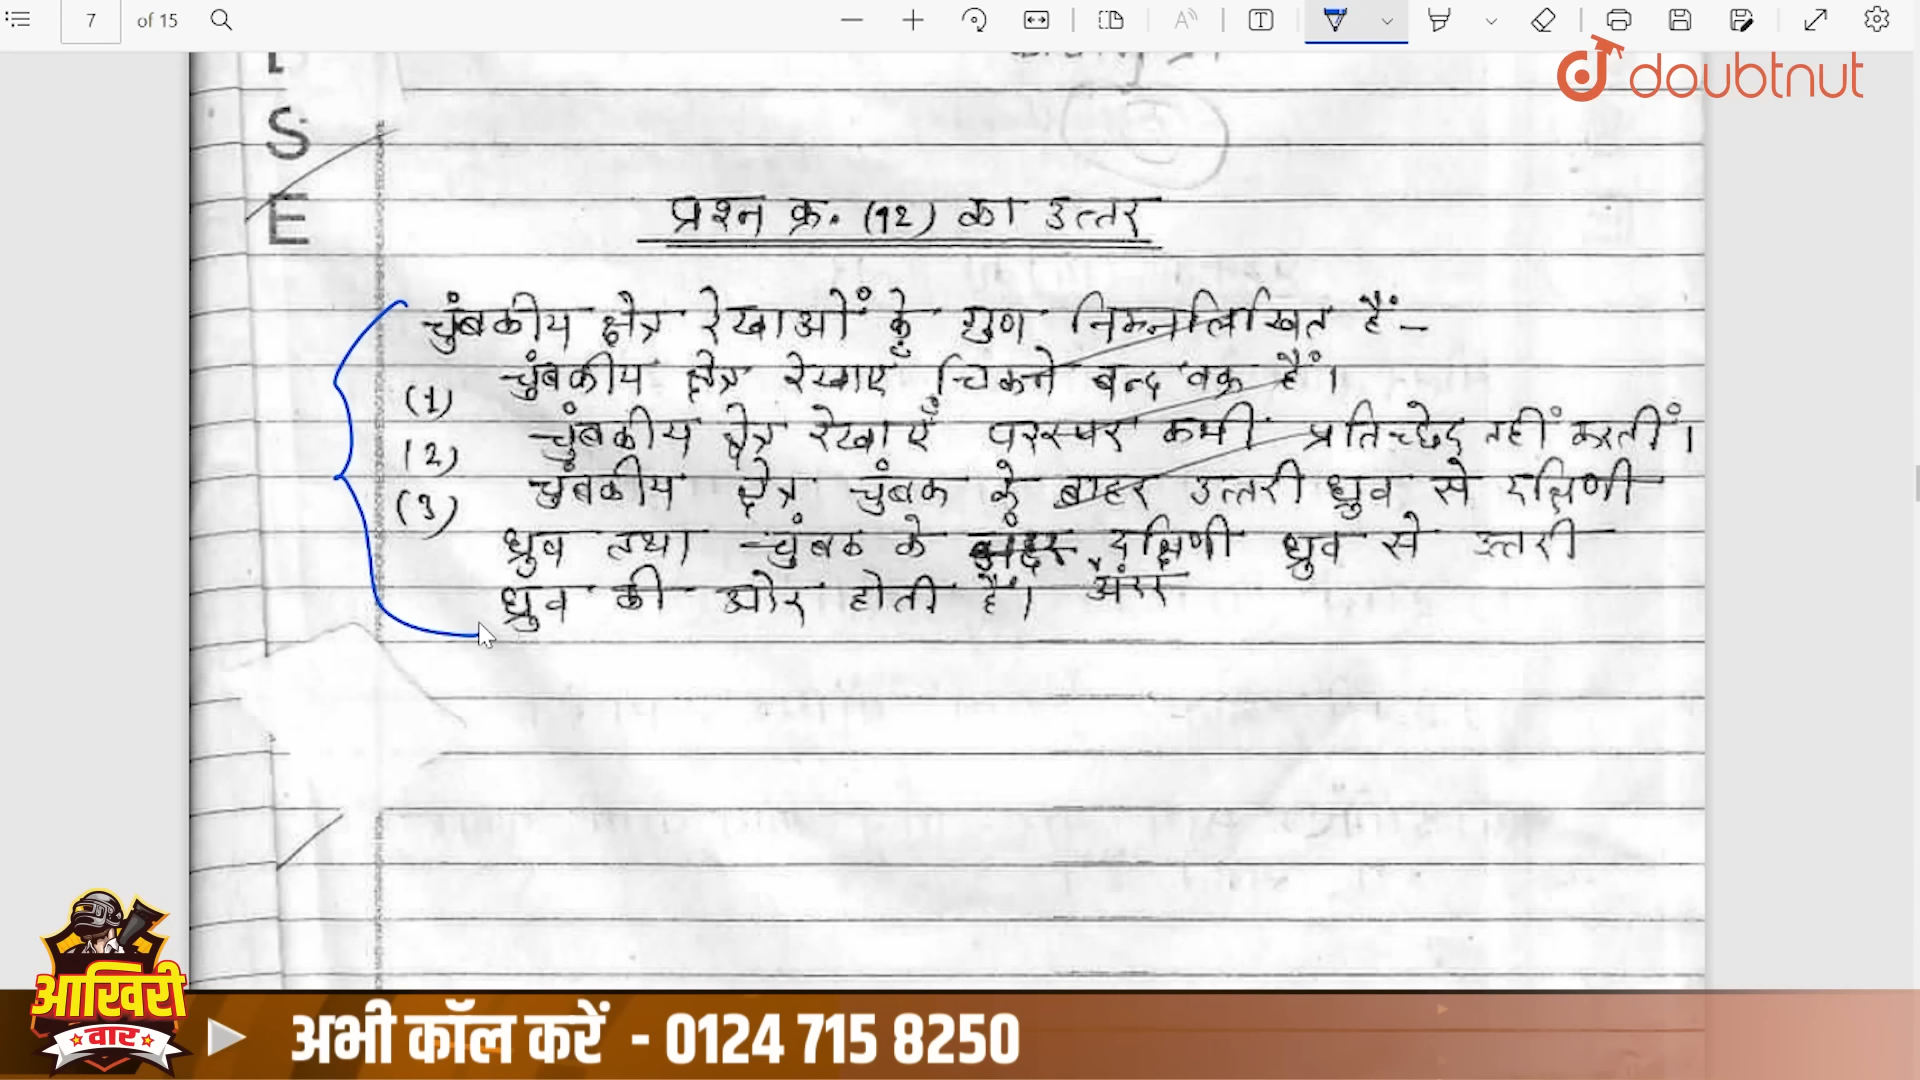 7 of 15
doubtnut
S
E
प्रश्न क्र. (12) का उत्तर
चुंबकीय क्षेत्र रेखाओं के गुण निम्नलिखित हैं -
(1) चुंबकीय क्षेत्र रेखाएं चिकने बन्द वक्र हैं।
(2) चुंबकीय क्षेत्र रेखाएँ परस्पर कभी प्रतिच्छेद नहीं करतीं।
(3) चुंबकीय क्षेत्र चुंबक के बाहर उत्तरी ध्रुव से दक्षिणी
ध्रुव तथा चुंबक के दक्षिणी ध्रुव से उत्तरी
ध्रुव की ओर होती है।
आखिरी
वार
अभी कॉल करें - 0124 715 8250